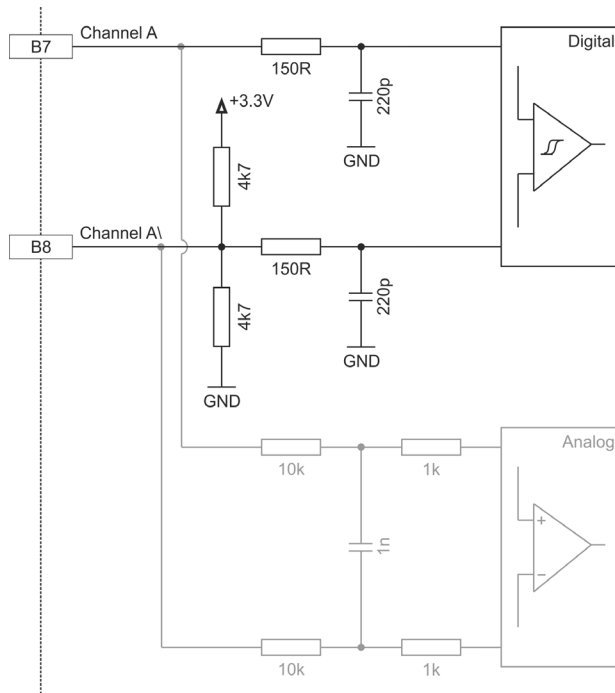 Channel A
Digital
B7
150R
220p
+3.3V
GND
4k7
Channel A\
B8
150R
220p
4k7
GND
GND
Analog
10k
1k
+
1n
−
10k
1k